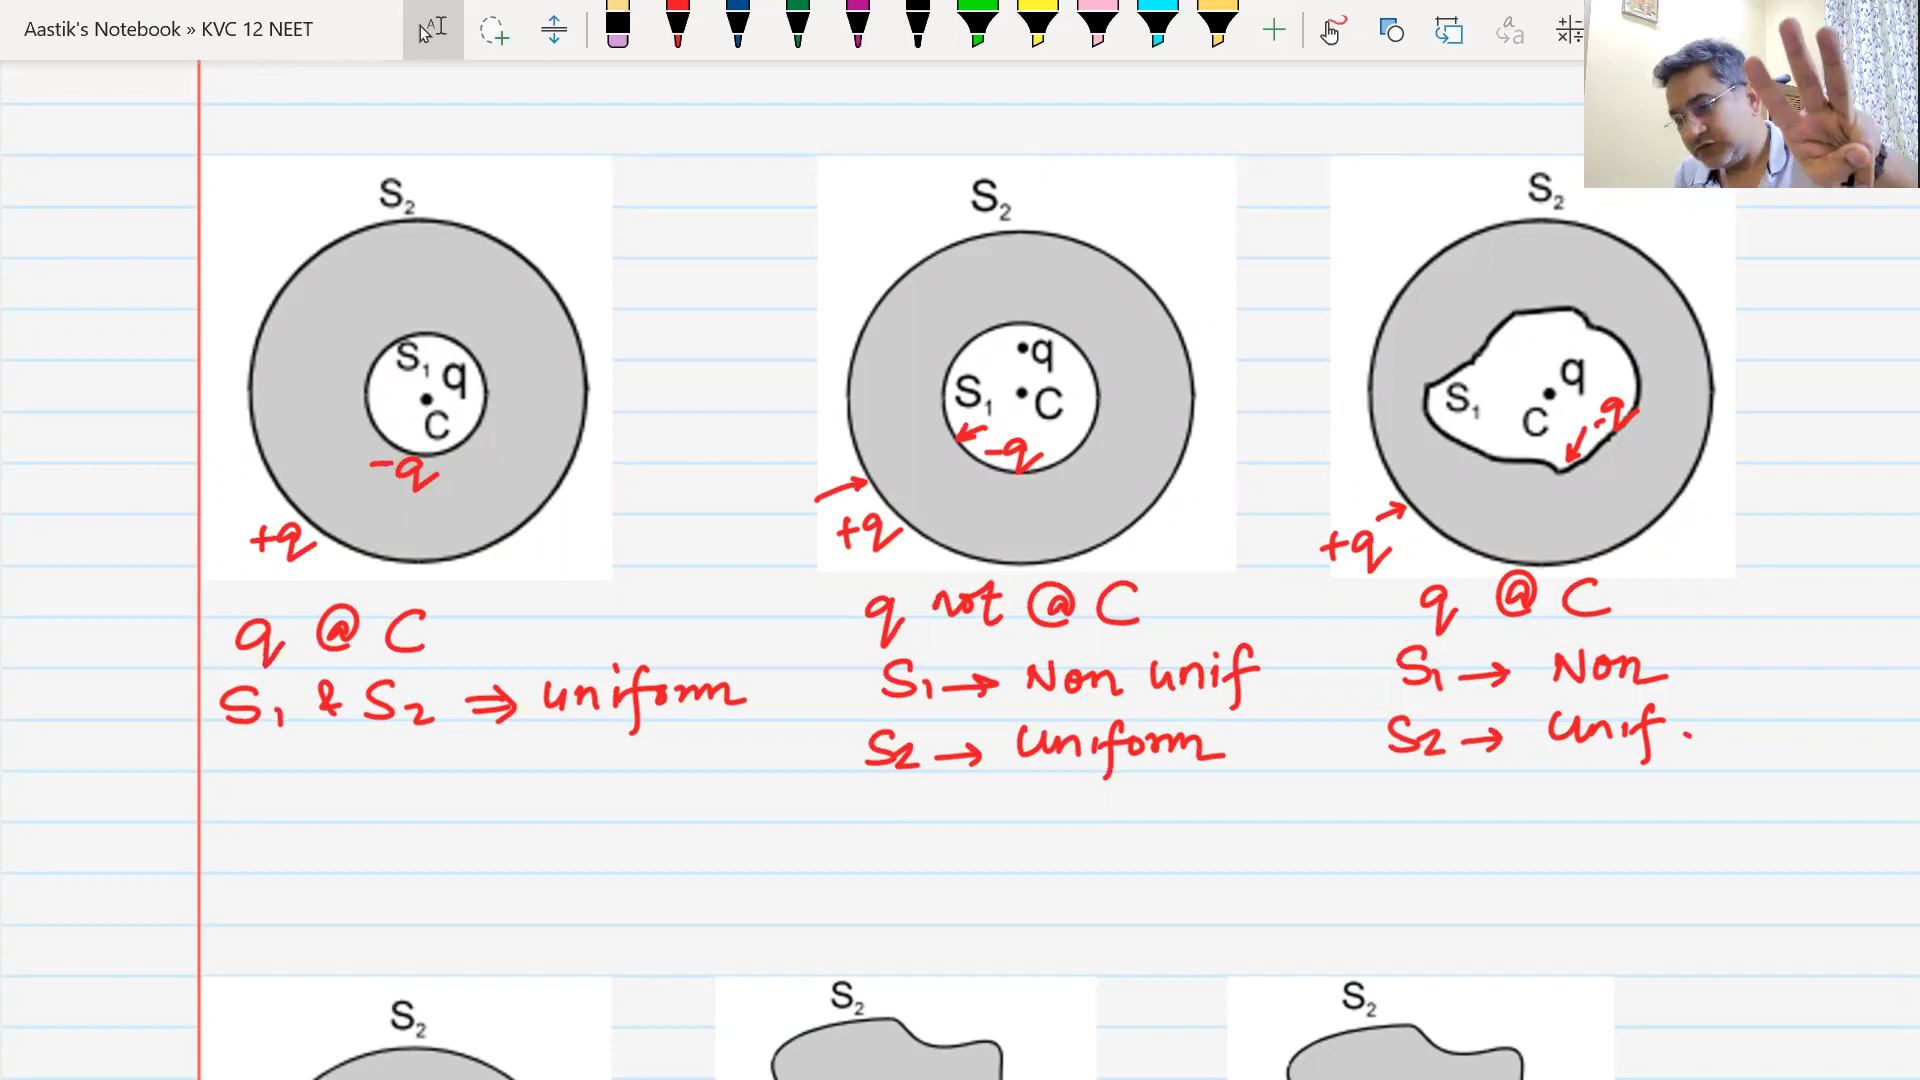 Aastik's Notebook » KVC 12 NEET
S₂
S₁ q
C
-q
+q
q @ C
S₁ & S₂ ⇒ uniform
S₂
q
S₁ C
-q
+q
q not @ C
S₁ → Non unif
S₂ → Uniform
S₂
q
S₁ C
-q
+q
q @ C
S₁ → Non
S₂ → Unif.
S₂
S₂
S₂